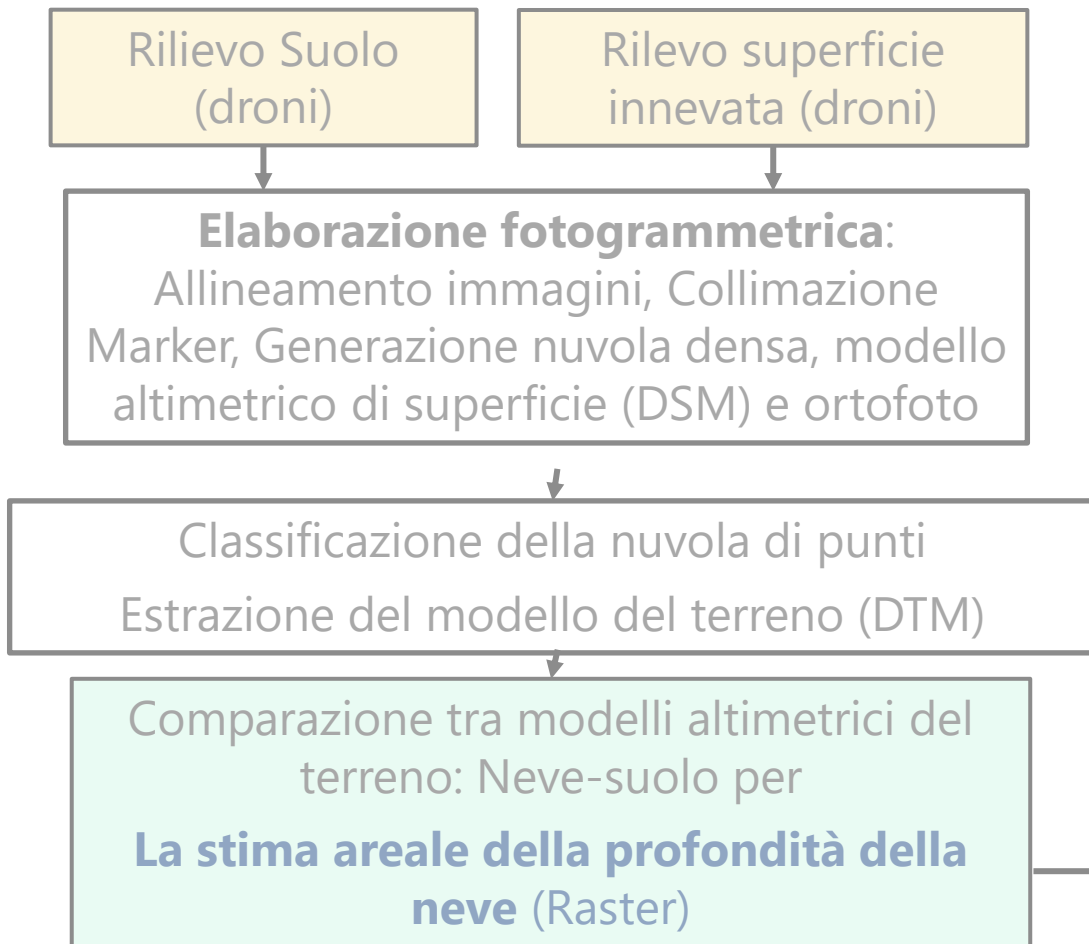 Rilievo Suolo
(droni)
Rilevo superficie
innevata (droni)
Elaborazione fotogrammetrica:
Allineamento immagini, Collimazione
Marker, Generazione nuvola densa, modello
altimetrico di superficie (DSM) e ortofoto
Classificazione della nuvola di punti
Estrazione del modello del terreno (DTM)
Comparazione tra modelli altimetrici del
terreno: Neve-suolo per
La stima areale della profondità della
neve (Raster)